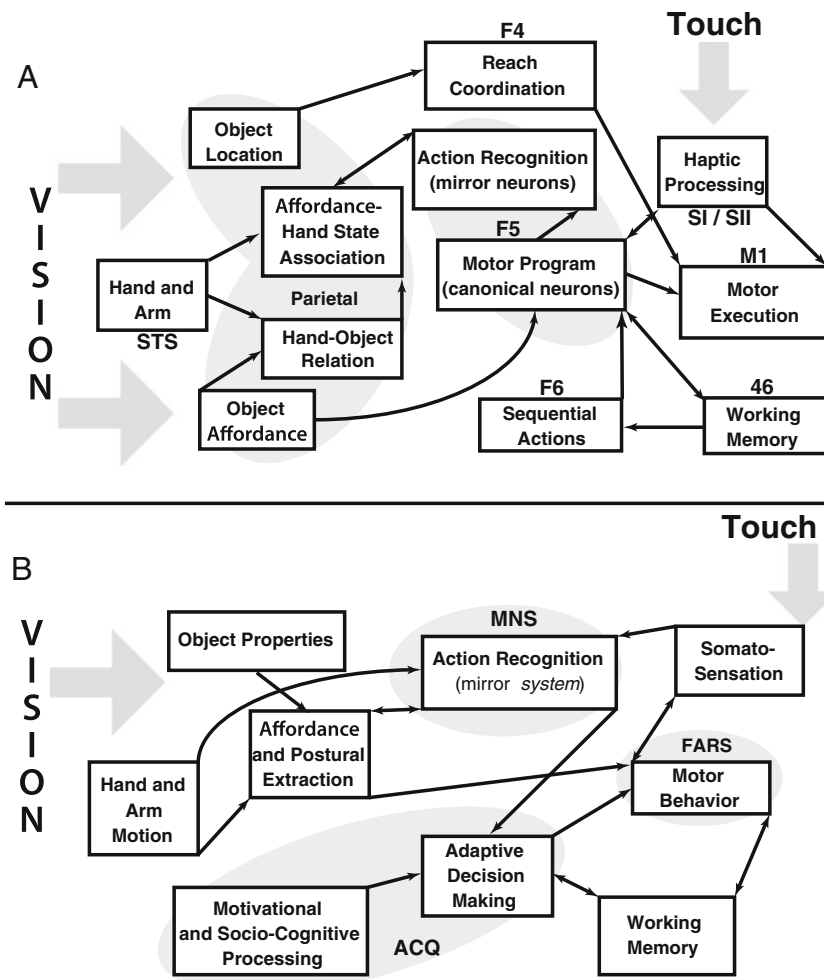 Touch
F4
A
Reach
Coordination
Object
Location
Action Recognition
(mirror neurons)
Haptic
Processing
SI / SII
VISION
Affordance-
Hand State
Association
F5
Motor Program
(canonical neurons)
M1
Motor
Execution
Hand and
Arm
STS
Parietal
Hand-Object
Relation
Object
Affordance
F6
Sequential
Actions
46
Working
Memory
Touch
B
VISION
Object Properties
MNS
Action Recognition
(mirror system)
Somato-
Sensation
Affordance
and Postural
Extraction
FARS
Motor
Behavior
Hand and
Arm
Motion
Adaptive
Decision
Making
Motivational
and Socio-Cognitive
Processing
ACQ
Working
Memory